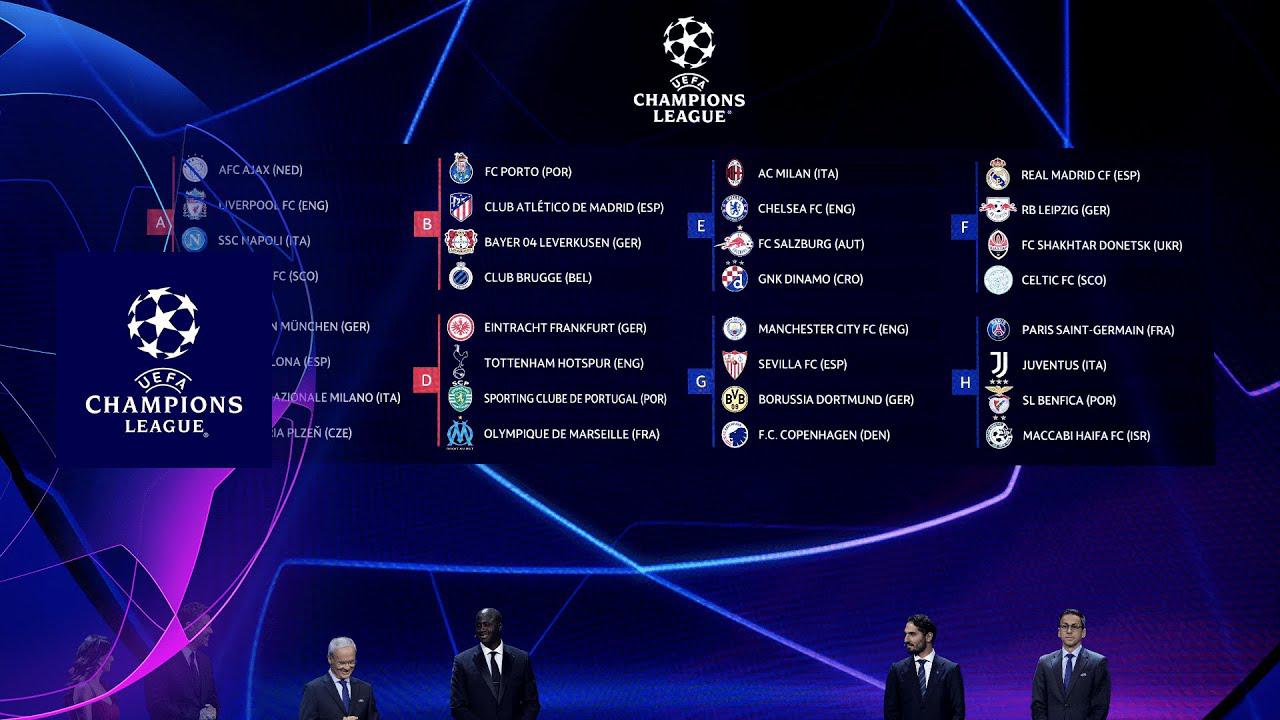 UEFA
CHAMPIONS
LEAGUE
A
AFC AJAX (NED)
LIVERPOOL FC (ENG)
SSC NAPOLI (ITA)
FC (SCO)
B
FC PORTO (POR)
CLUB ATLÉTICO DE MADRID (ESP)
BAYER 04 LEVERKUSEN (GER)
CLUB BRUGGE (BEL)
E
AC MILAN (ITA)
CHELSEA FC (ENG)
FC SALZBURG (AUT)
GNK DINAMO (CRO)
F
REAL MADRID CF (ESP)
RB LEIPZIG (GER)
FC SHAKHTAR DONETSK (UKR)
CELTIC FC (SCO)
UEFA
CHAMPIONS
LEAGUE
MÜNCHEN (GER)
(ESP)
MILANO (ITA)
PLZEŇ (CZE)
D
EINTRACHT FRANKFURT (GER)
TOTTENHAM HOTSPUR (ENG)
SCP
SPORTING CLUBE DE PORTUGAL (POR)
OLYMPIQUE DE MARSEILLE (FRA)
G
MANCHESTER CITY FC (ENG)
SEVILLA FC (ESP)
BVB
09
BORUSSIA DORTMUND (GER)
F.C. COPENHAGEN (DEN)
H
PARIS SAINT-GERMAIN (FRA)
JUVENTUS (ITA)
SL BENFICA (POR)
MACCABI HAIFA FC (ISR)